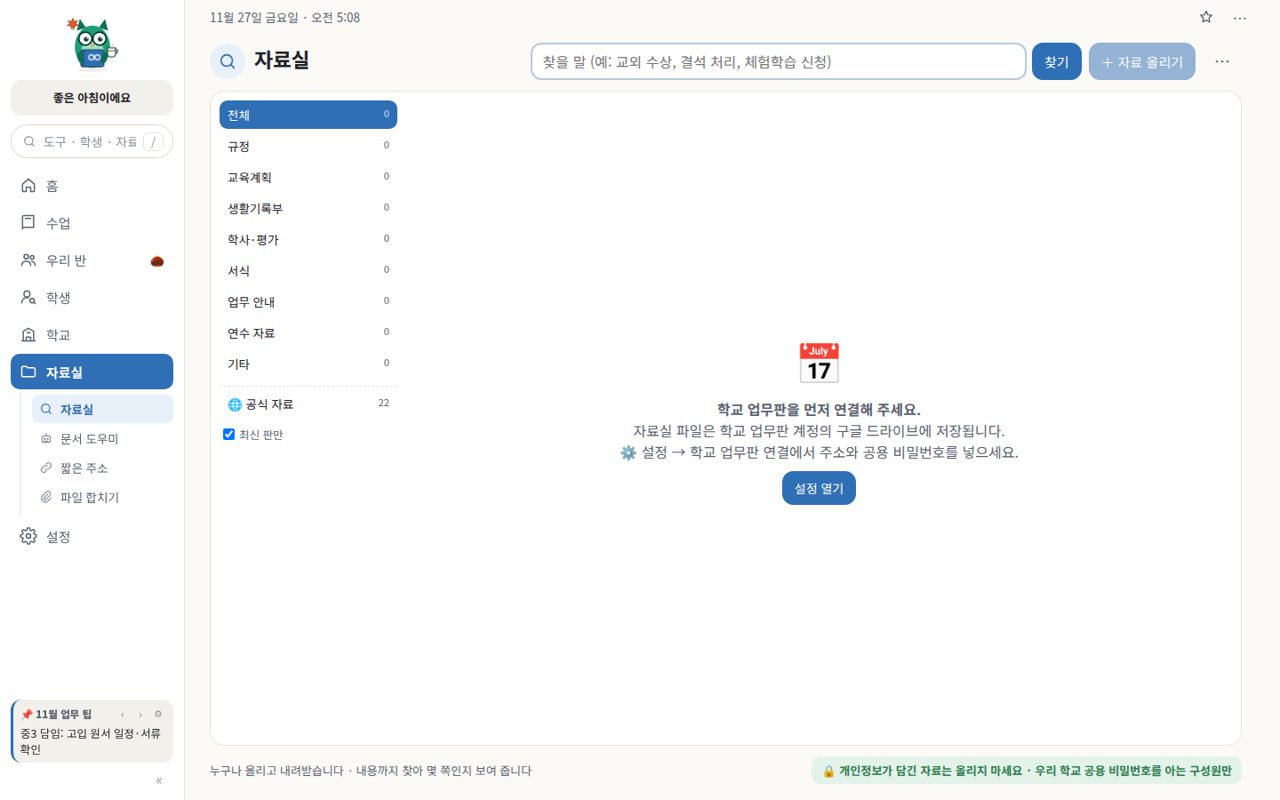 좋은 아침이에요
도구 · 학생 · 자료 /
홈
수업
우리 반
학생
학교
자료실
자료실
문서 도우미
짧은 주소
파일 합치기
설정
📌 11월 업무 팁 ‹ › ⚙
중3 담임: 고입 원서 일정·서류
확인
«
11월 27일 금요일 · 오전 5:08
자료실
찾을 말 (예: 교외 수상, 결석 처리, 체험학습 신청)
찾기
+ 자료 올리기
전체 0
규정 0
교육계획 0
생활기록부 0
학사·평가 0
서식 0
업무 안내 0
연수 자료 0
기타 0
🌐 공식 자료 22
최신 판만
July
17
학교 업무판을 먼저 연결해 주세요.
자료실 파일은 학교 업무판 계정의 구글 드라이브에 저장됩니다.
⚙️ 설정 → 학교 업무판 연결에서 주소와 공용 비밀번호를 넣으세요.
설정 열기
누구나 올리고 내려받습니다 · 내용까지 찾아 몇 쪽인지 보여 줍니다
🔒 개인정보가 담긴 자료는 올리지 마세요 · 우리 학교 공용 비밀번호를 아는 구성원만